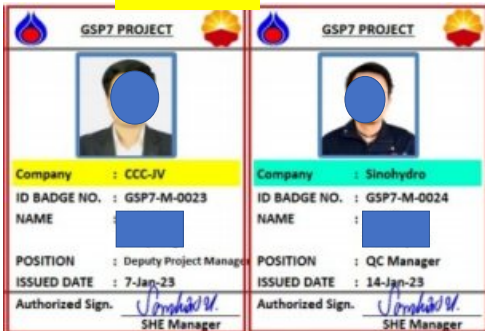 GSP7 PROJECT
Company : CCC-JV
ID BADGE NO. : GSP7-M-0023
NAME :
POSITION : Deputy Project Manager
ISSUED DATE : 7-Jan-23
Authorized Sign.
SHE Manager
GSP7 PROJECT
Company : Sinohydro
ID BADGE NO. : GSP7-M-0024
NAME :
POSITION : QC Manager
ISSUED DATE : 14-Jan-23
Authorized Sign.
SHE Manager